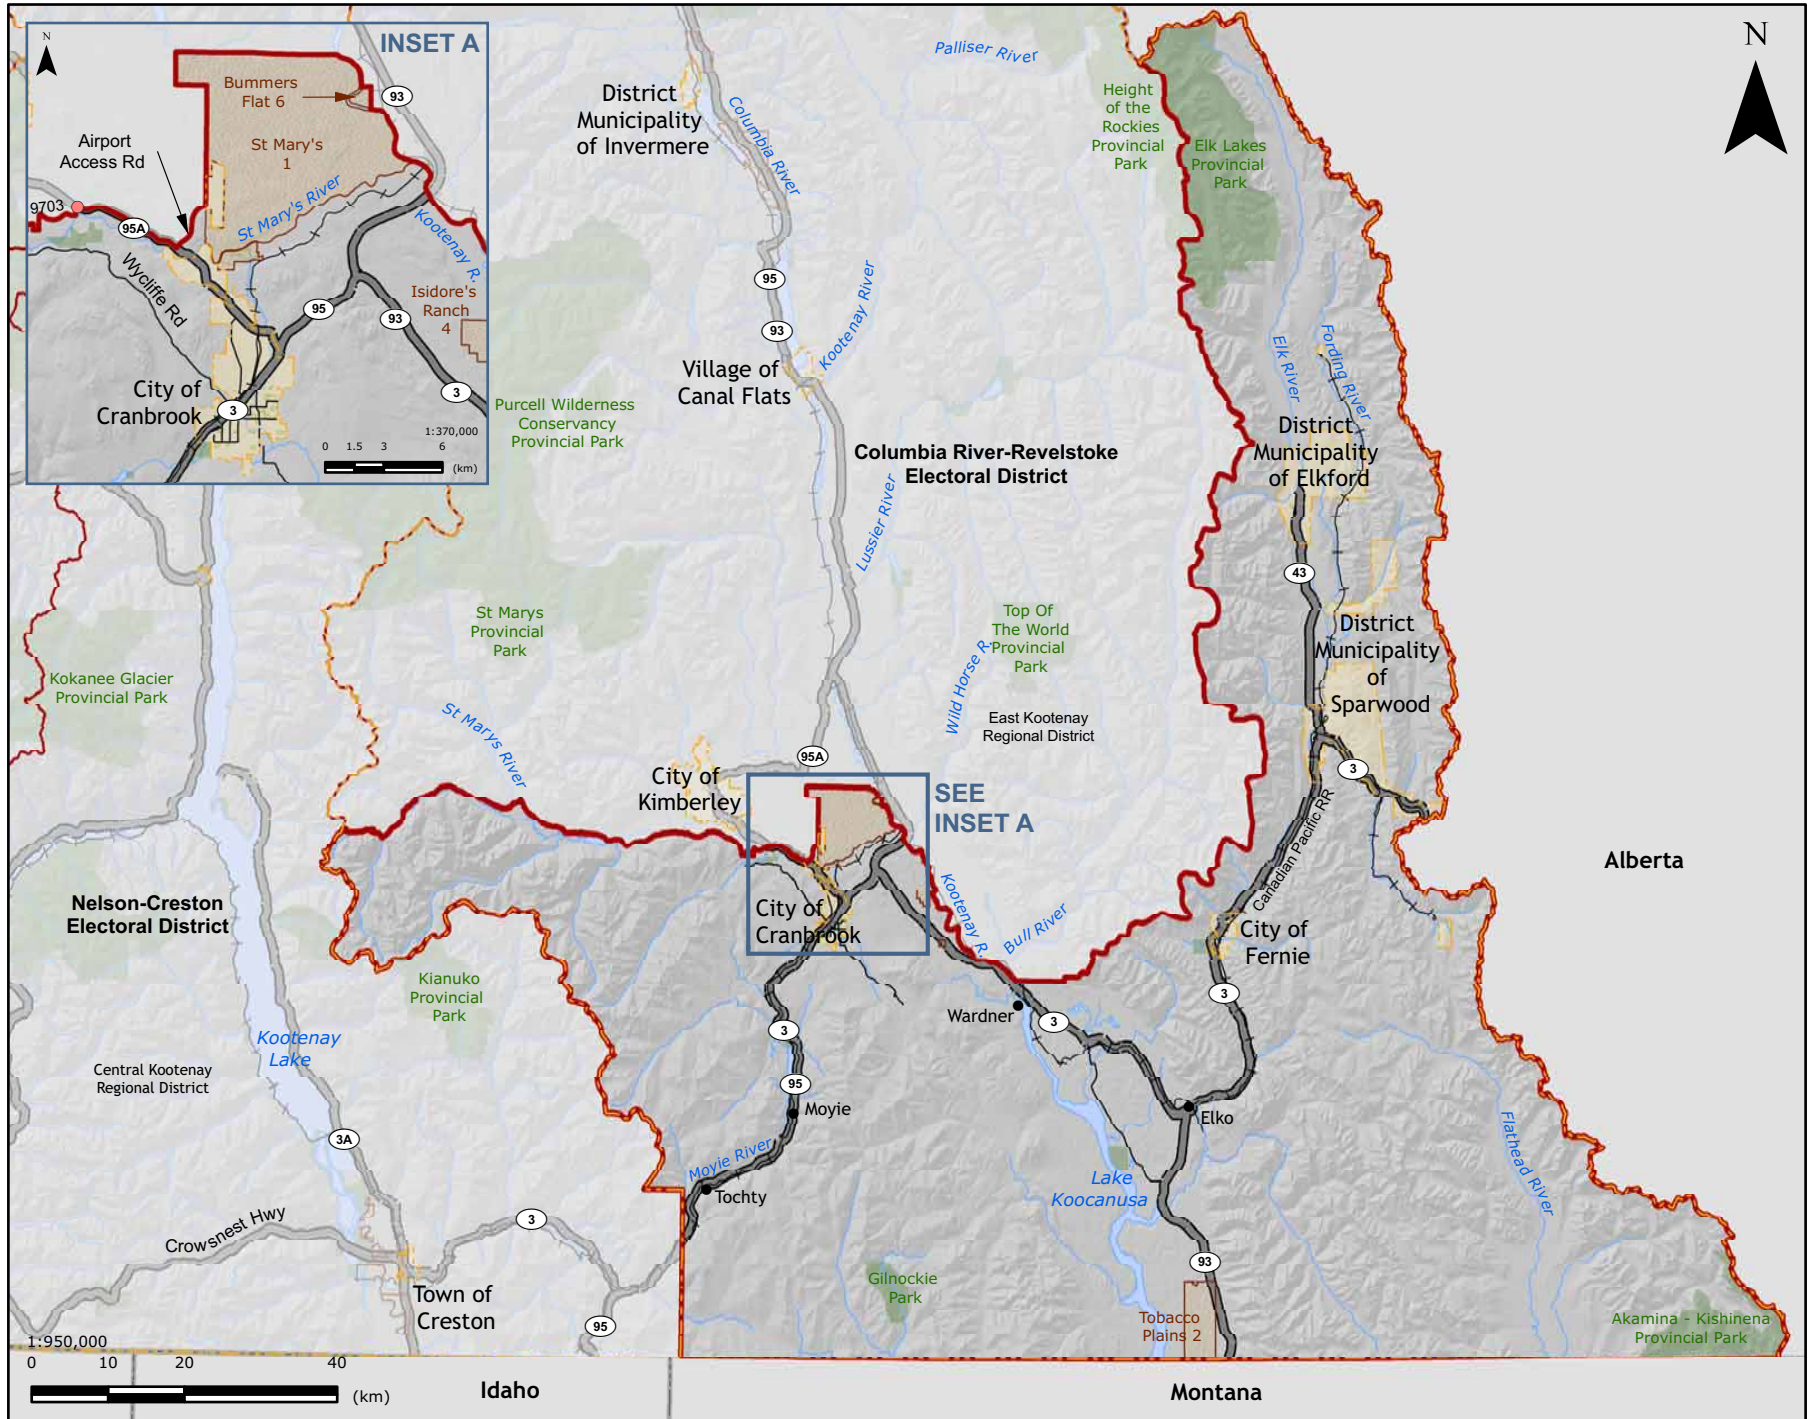 N
INSET A
Bummers
Flat 6
93
Airport
Access Rd
St Mary's
1
St Mary's River
9703
95A
Kootenay R.
Wycliffe Rd
95
93
Isidore's
Ranch
4
City of
Cranbrook
3
3
1:370,000
0 1.5 3 6
(km)
N
Palliser River
District
Municipality
of Invermere
Columbia River
Height
of the
Rockies
Provincial
Park
Elk Lakes
Provincial
Park
95
93
Kootenay River
Village of
Canal Flats
Elk River
Fording River
Purcell Wilderness
Conservancy
Provincial Park
Columbia River-Revelstoke
Electoral District
District
Municipality
of Elkford
Lussier River
43
St Marys
Provincial
Park
Top Of
The World
Provincial
Park
District
Municipality
of
Sparwood
Kokanee Glacier
Provincial Park
St Marys River
Wild Horse R.
East Kootenay
Regional District
95A
3
City of
Kimberley
SEE
INSET A
Canadian Pacific RR
Alberta
Nelson-Creston
Electoral District
City of
Cranbrook
Kootenay R.
Bull River
City of
Fernie
Kianuko
Provincial
Park
3
Wardner
3
3
Kootenay
Lake
Central Kootenay
Regional District
95
Moyie
Elko
3A
Moyie River
Tochty
Lake
Koocanusa
Flathead River
Crowsnest Hwy
3
93
Gilnockie
Park
Town of
Creston
95
Tobacco
Plains 2
Akamina - Kishinena
Provincial Park
1:950,000
0 10 20 40
(km)
Idaho
Montana